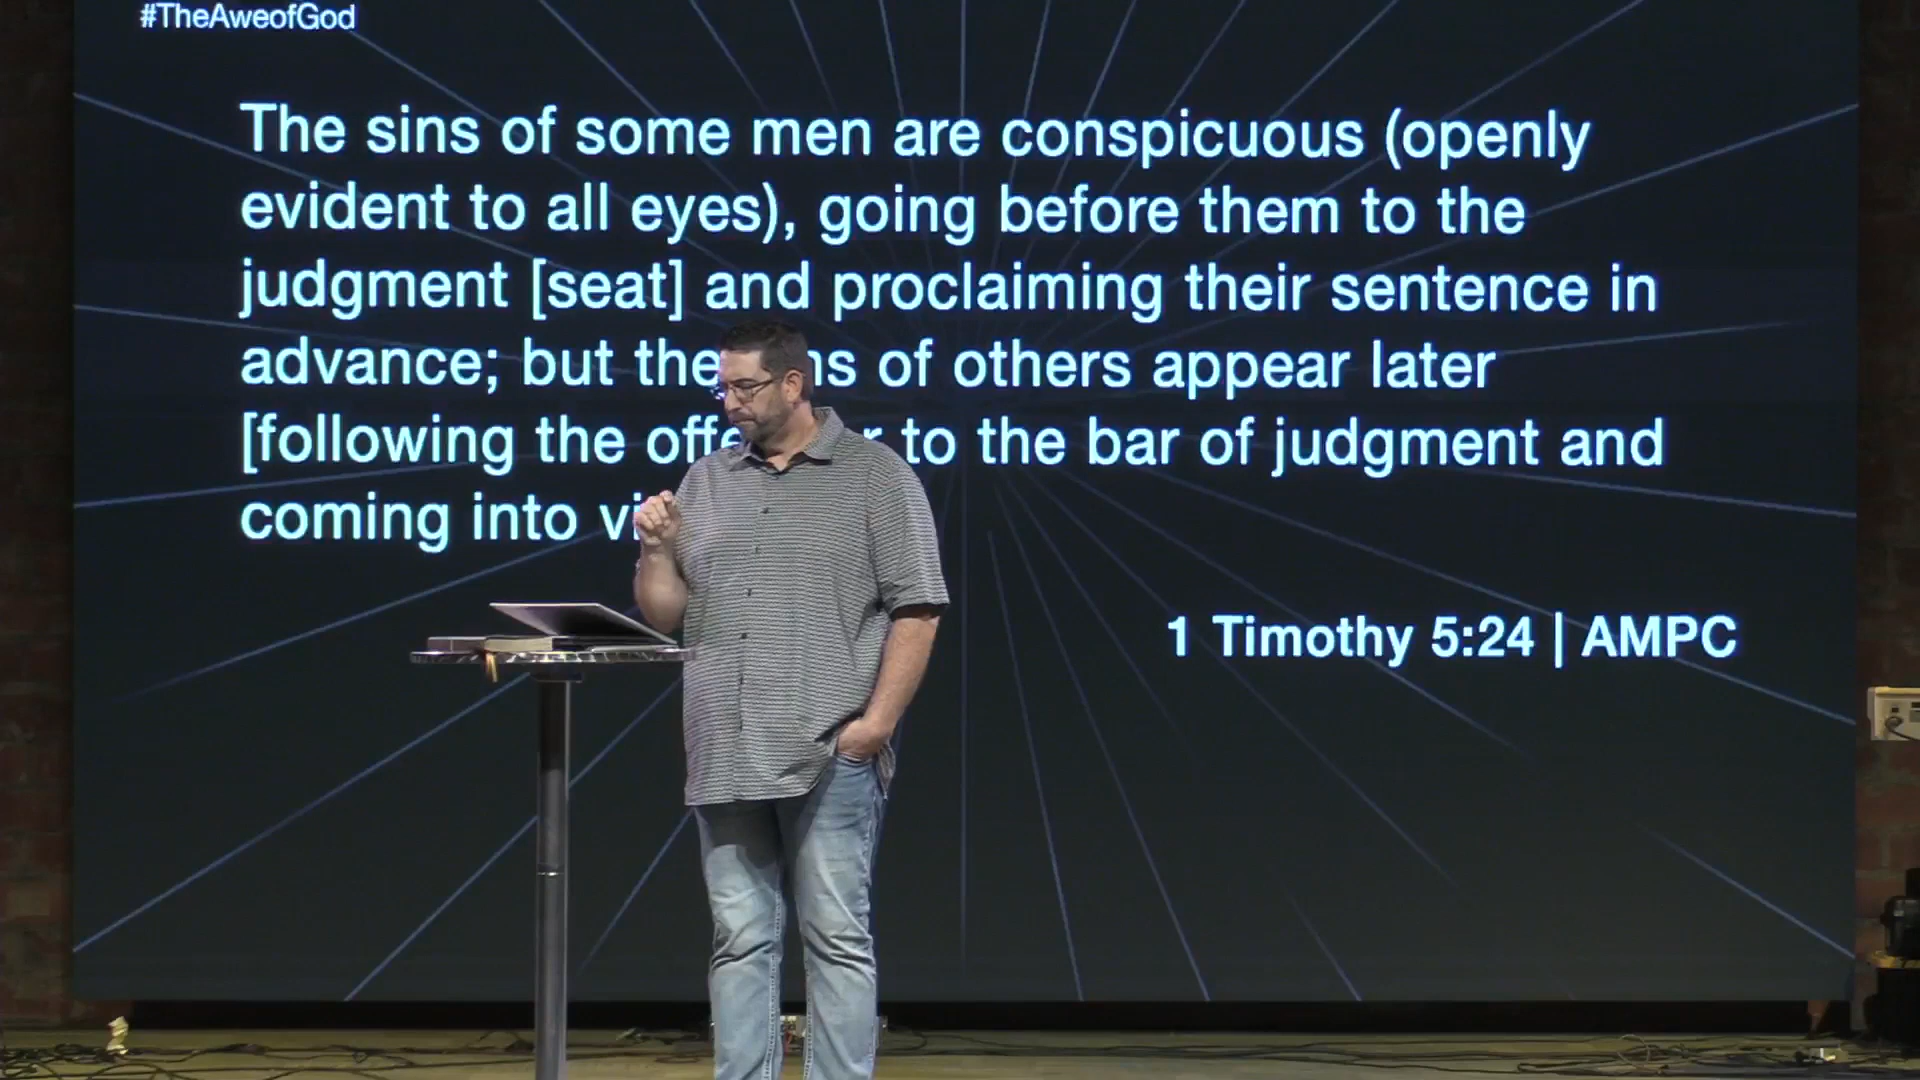 #TheAweofGod
The sins of some men are conspicuous (openly
evident to all eyes), going before them to the
judgment [seat] and proclaiming their sentence in
advance; but the of others appear later
[following the to the bar of judgment and
coming into
1 Timothy 5:24 | AMPC